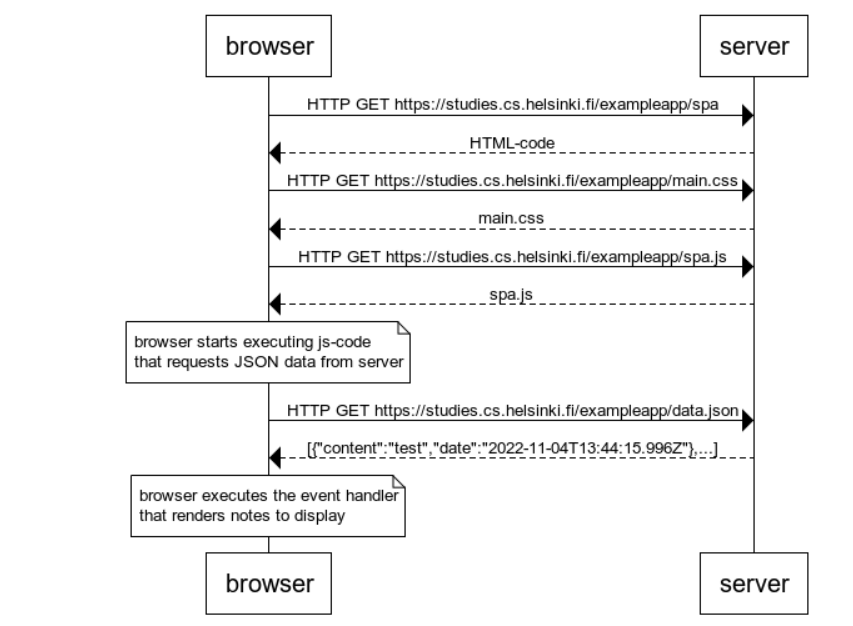 browser server
HTTP GET https://studies.cs.helsinki.fi/exampleapp/spa
HTML-code
HTTP GET https://studies.cs.helsinki.fi/exampleapp/main.css
main.css
HTTP GET https://studies.cs.helsinki.fi/exampleapp/spa.js
spa.js
browser starts executing js-code
that requests JSON data from server
HTTP GET https://studies.cs.helsinki.fi/exampleapp/data.json
[{"content":"test","date":"2022-11-04T13:44:15.996Z"},...]
browser executes the event handler
that renders notes to display
browser server